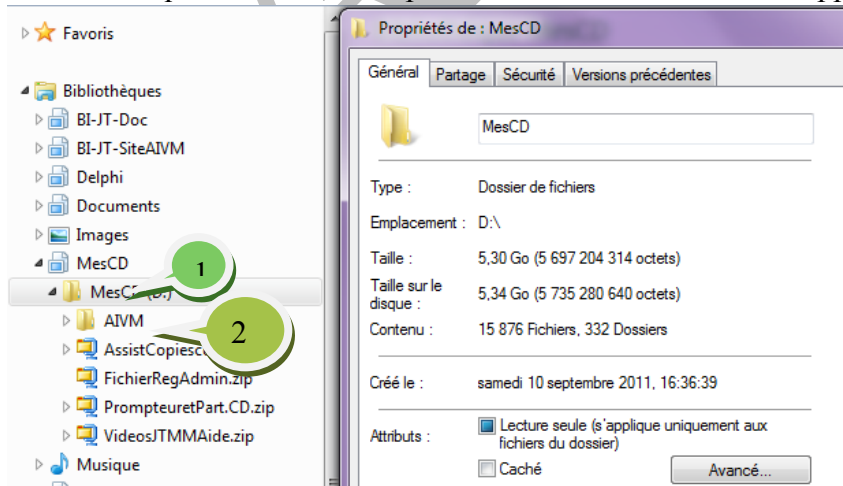 Favoris
Bibliothèques
BI-JT-Doc
BI-JT-SiteAIVM
Delphi
Documents
Images
MesCD
1
AIVM
2
FichierRegAdmin.zip
PrompteuretPart.CD.zip
VideosJTMMAide.zip
Musique
Propriétés de : MesCD
Général Partage Sécurité Versions précédentes
MesCD
Type : Dossier de fichiers
Emplacement : D:\
Taille : 5,30 Go (5 697 204 314 octets)
Taille sur le
disque : 5,34 Go (5 735 280 640 octets)
Contenu : 15 876 Fichiers, 332 Dossiers
Créé le : samedi 10 septembre 2011, 16:36:39
Attributs : Lecture seule (s'applique uniquement aux
fichiers du dossier)
Caché Avancé...